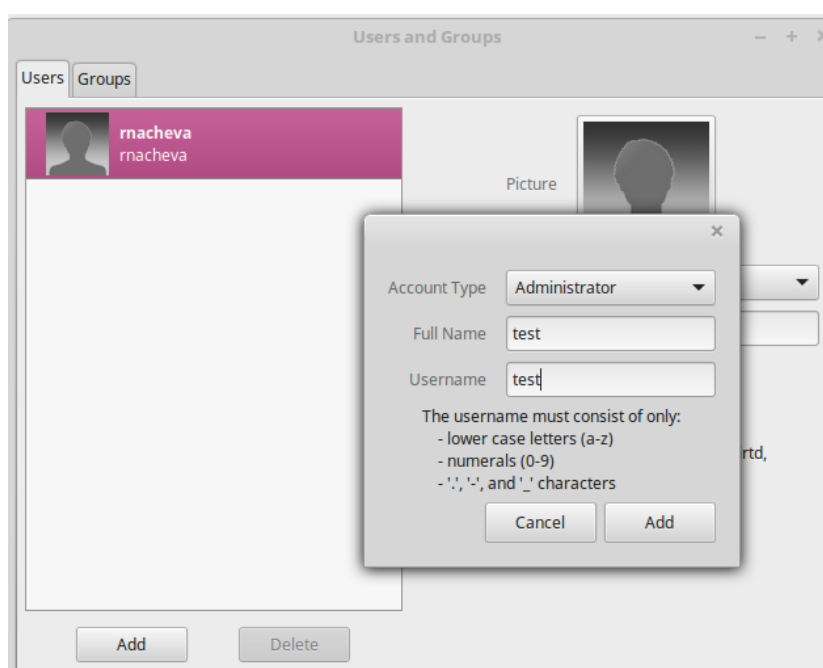 Users and Groups
Users Groups
rnacheva
rnacheva
Picture
Account Type Administrator
Full Name test
Username test
The username must consist of only:
- lower case letters (a-z)
- numerals (0-9)
- '.', '-', and '_' characters
rtd,
Cancel Add
Add Delete